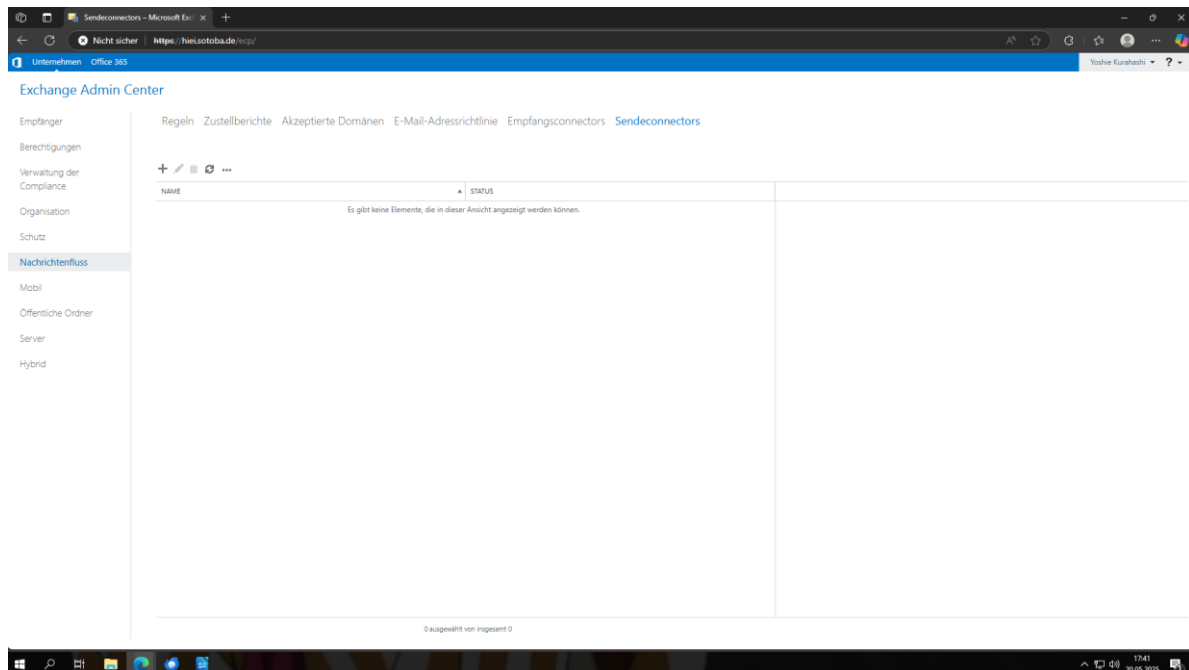 Sendeconnectors – Microsoft Exc
Nicht sicher https://hiei.sotoba.de/ecp/
Unternehmen Office 365 Yoshie Kurahashi ?
Exchange Admin Center
Regeln Zustellberichte Akzeptierte Domänen E-Mail-Adressrichtlinie Empfangsconnectors Sendeconnectors
Empfänger
Berechtigungen
Verwaltung der
Compliance
Organisation
Schutz
Nachrichtenfluss
Mobil
Öffentliche Ordner
Server
Hybrid
NAME STATUS
Es gibt keine Elemente, die in dieser Ansicht angezeigt werden können.
0 ausgewählt von insgesamt 0
17:41
20.05.2025